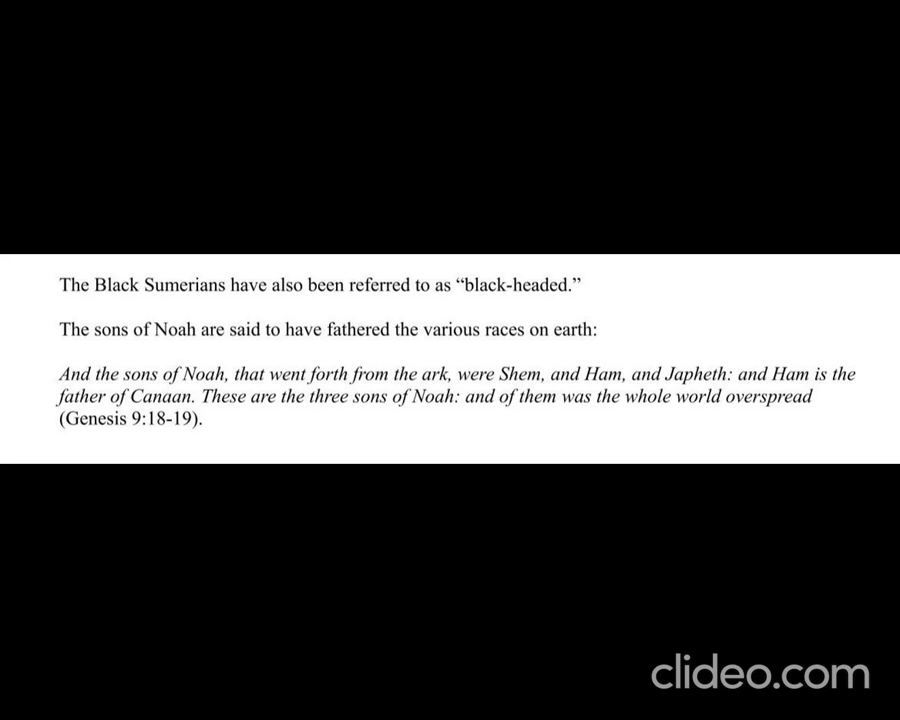 The Black Sumerians have also been referred to as “black-headed.”
The sons of Noah are said to have fathered the various races on earth:
And the sons of Noah, that went forth from the ark, were Shem, and Ham, and Japheth: and Ham is the
father of Canaan. These are the three sons of Noah: and of them was the whole world overspread
(Genesis 9:18-19).
clideo.com